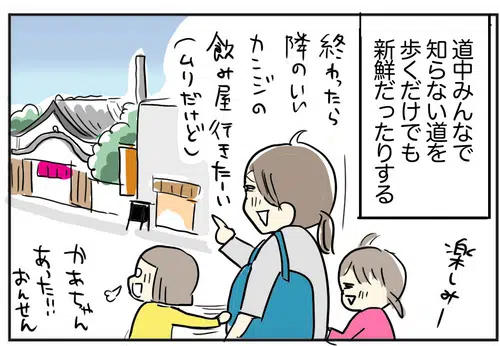 道中みんなで
知らない道を
歩くだけでも
新鮮だったりする
終わったら
隣のいい
カンジの
飲み屋行きたーい
(ムリだけど)
楽しみー
かあちゃん
あった!!
おんせん